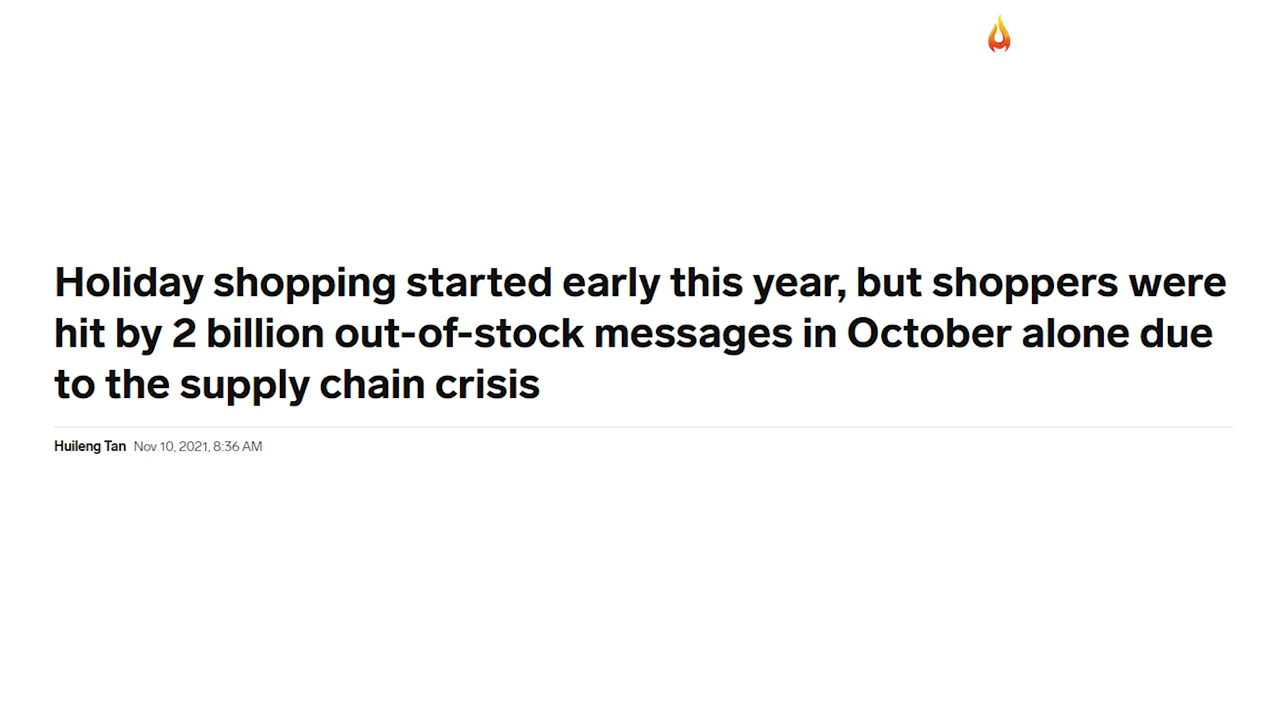 Holiday shopping started early this year, but shoppers were
hit by 2 billion out-of-stock messages in October alone due
to the supply chain crisis
Huileng Tan Nov 10, 2021, 8:36 AM